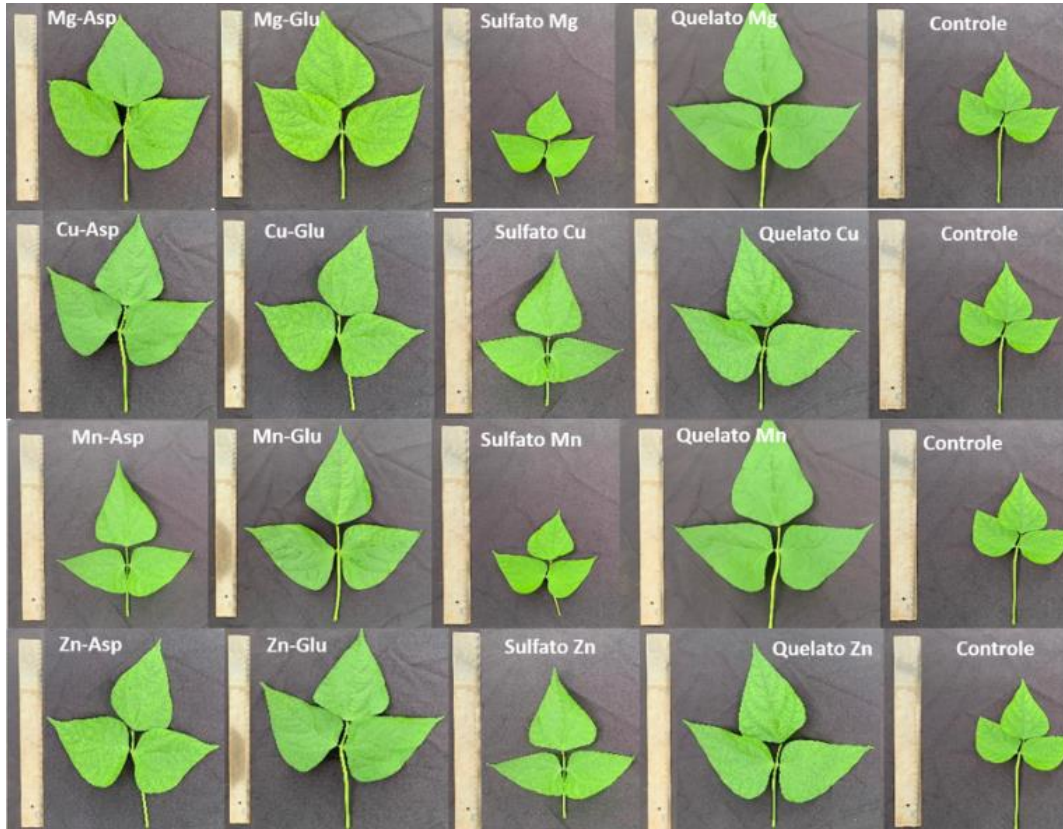 Mg-Asp
Mg-Glu
Sulfato Mg
Quelato Mg
Controle
Cu-Asp
Cu-Glu
Sulfato Cu
Quelato Cu
Controle
Mn-Asp
Mn-Glu
Sulfato Mn
Quelato Mn
Controle
Zn-Asp
Zn-Glu
Sulfato Zn
Quelato Zn
Controle